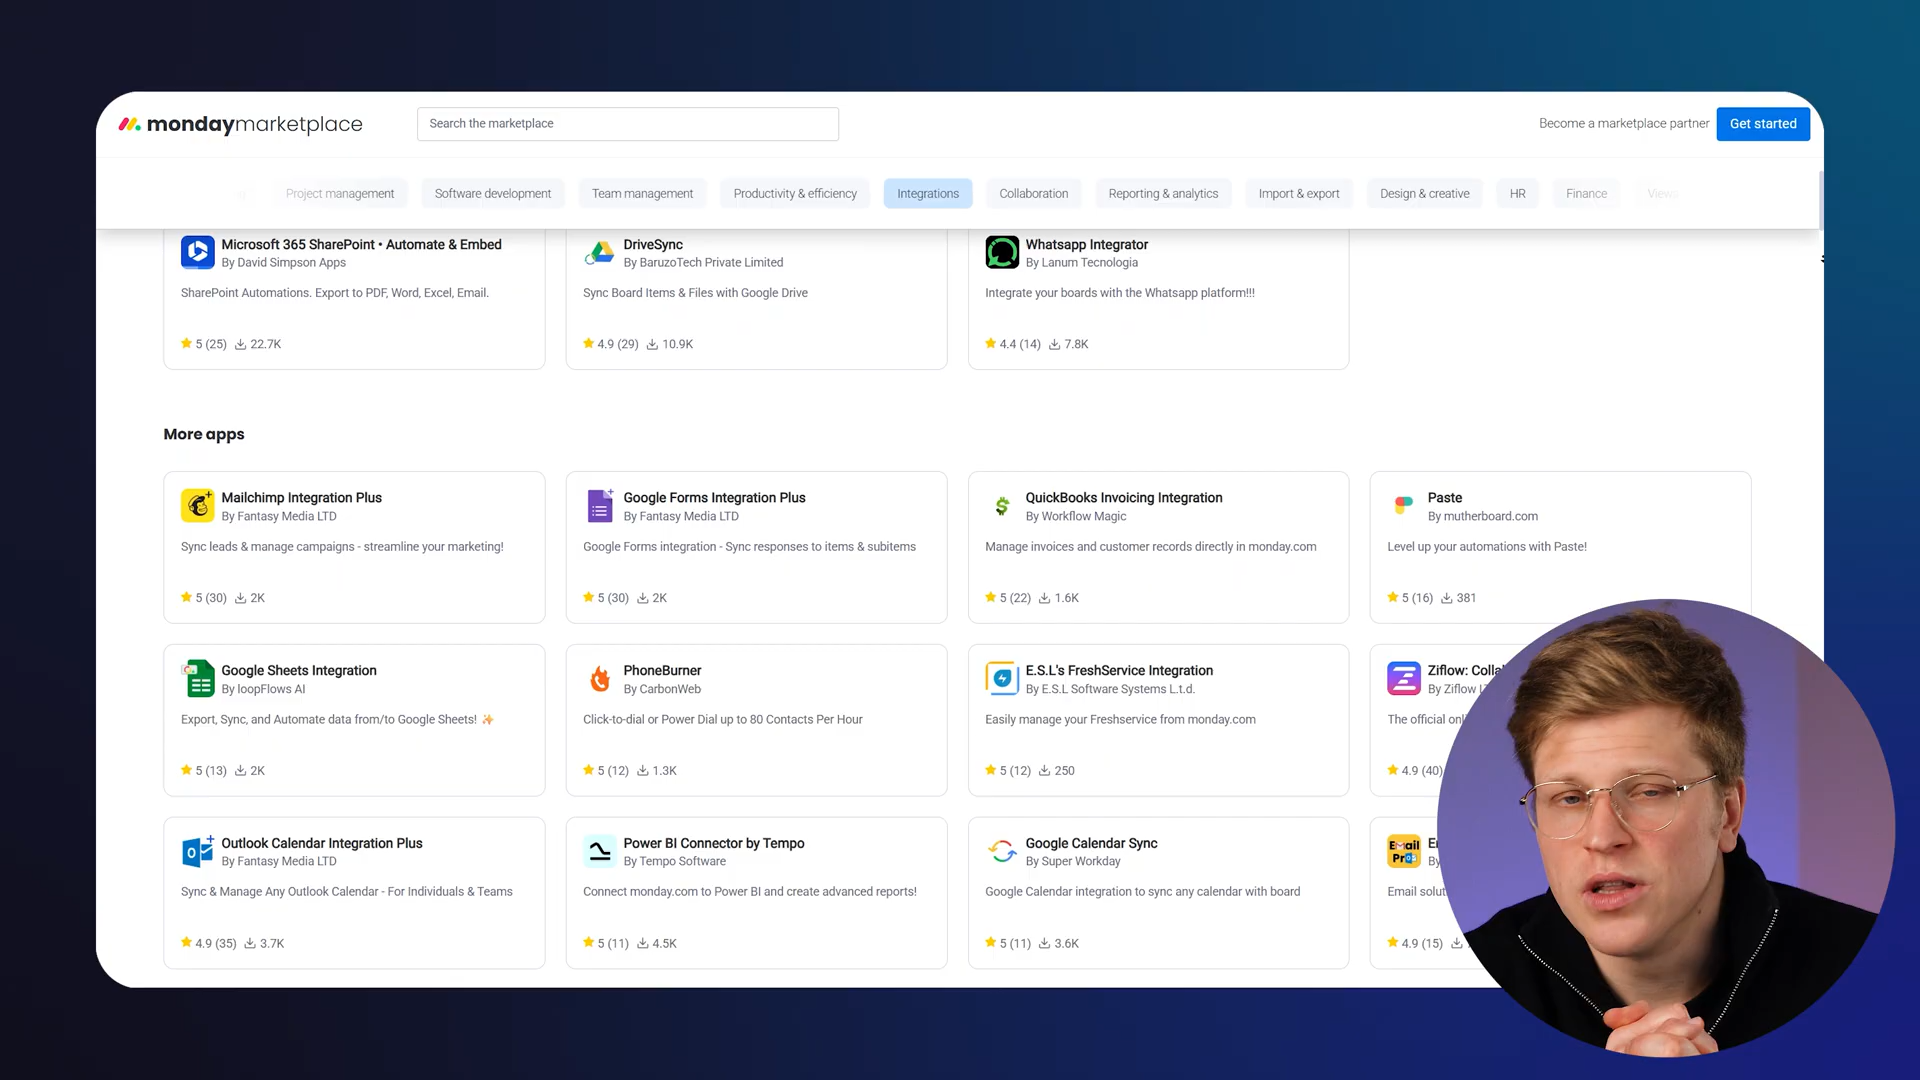 mondaymarketplace
Search the marketplace
Become a marketplace partner
Get started
Project management
Software development
Team management
Productivity & efficiency
Integrations
Collaboration
Reporting & analytics
Import & export
Design & creative
HR
Finance
Views
Microsoft 365 SharePoint • Automate & Embed
By David Simpson Apps
SharePoint Automations. Export to PDF, Word, Excel, Email.
5 (25) 22.7K
DriveSync
By BaruzoTech Private Limited
Sync Board Items & Files with Google Drive
4.9 (29) 10.9K
Whatsapp Integrator
By Lanum Tecnologia
Integrate your boards with the Whatsapp platform!!!
4.4 (14) 7.8K
More apps
Mailchimp Integration Plus
By Fantasy Media LTD
Sync leads & manage campaigns - streamline your marketing!
5 (30) 2K
Google Forms Integration Plus
By Fantasy Media LTD
Google Forms integration - Sync responses to items & subitems
5 (30) 2K
QuickBooks Invoicing Integration
By Workflow Magic
Manage invoices and customer records directly in monday.com
5 (22) 1.6K
Paste
By mutherboard.com
Level up your automations with Paste!
5 (16) 381
Google Sheets Integration
By loopFlows AI
Export, Sync, and Automate data from/to Google Sheets! ✨
5 (13) 2K
PhoneBurner
By CarbonWeb
Click-to-dial or Power Dial up to 80 Contacts Per Hour
5 (12) 1.3K
E.S.L's FreshService Integration
By E.S.L Software Systems L.t.d.
Easily manage your Freshservice from monday.com
5 (12) 250
Ziflow:
By Ziflow
The official
4.9 (40)
Outlook Calendar Integration Plus
By Fantasy Media LTD
Sync & Manage Any Outlook Calendar - For Individuals & Teams
4.9 (35) 3.7K
Power BI Connector by Tempo
By Tempo Software
Connect monday.com to Power BI and create advanced reports!
5 (11) 4.5K
Google Calendar Sync
By Super Workday
Google Calendar integration to sync any calendar with board
5 (11) 3.6K
Email
Pro
By
Email
4.9 (15)